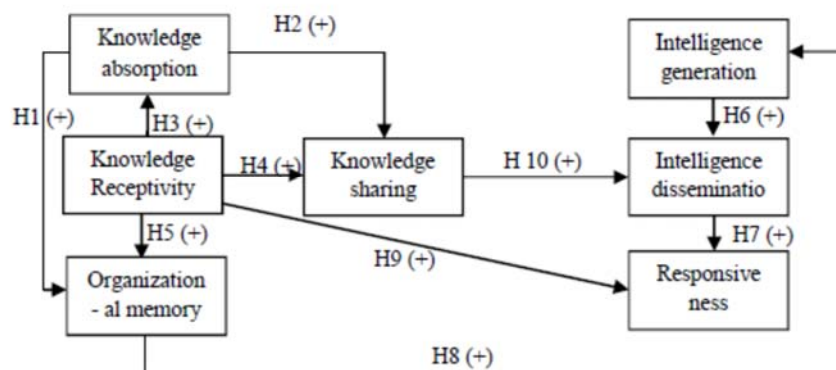 H2 (+)
Knowledge
absorption
Intelligence
generation
H1 (+)
H3 (+)
H6 (+)
Knowledge
Receptivity
H4 (+)
Knowledge
sharing
H 10 (+)
Intelligence
disseminatio
H5 (+)
H7 (+)
H9 (+)
Organization
- al memory
Responsive
ness
H8 (+)